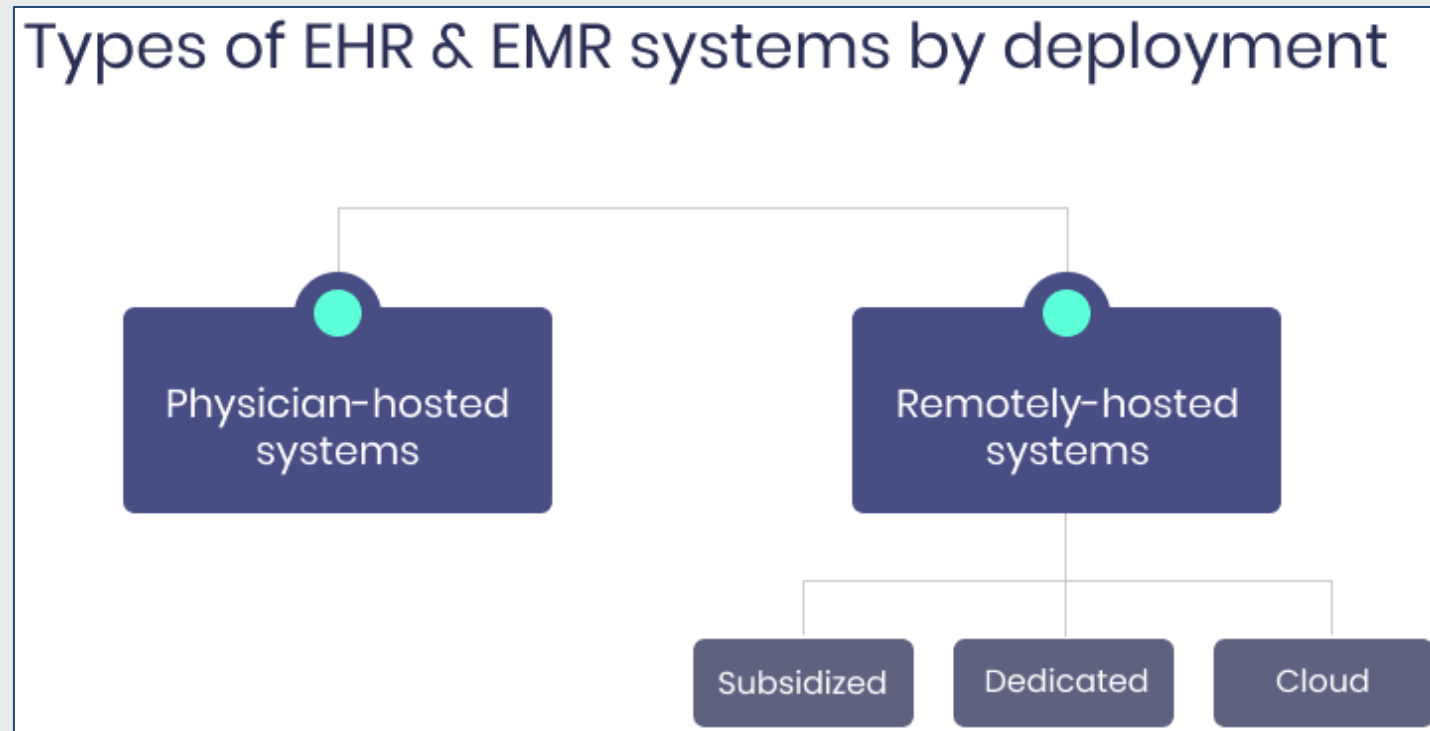 Types of EHR & EMR systems by deployment
Physician-hosted
systems
Remotely-hosted
systems
Subsidized
Dedicated
Cloud